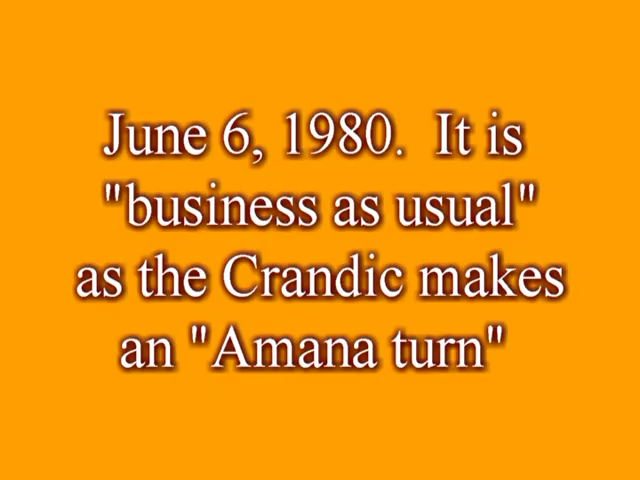 June 6, 1980.  It is
"business as usual"
as the Crandic makes
an "Amana turn"